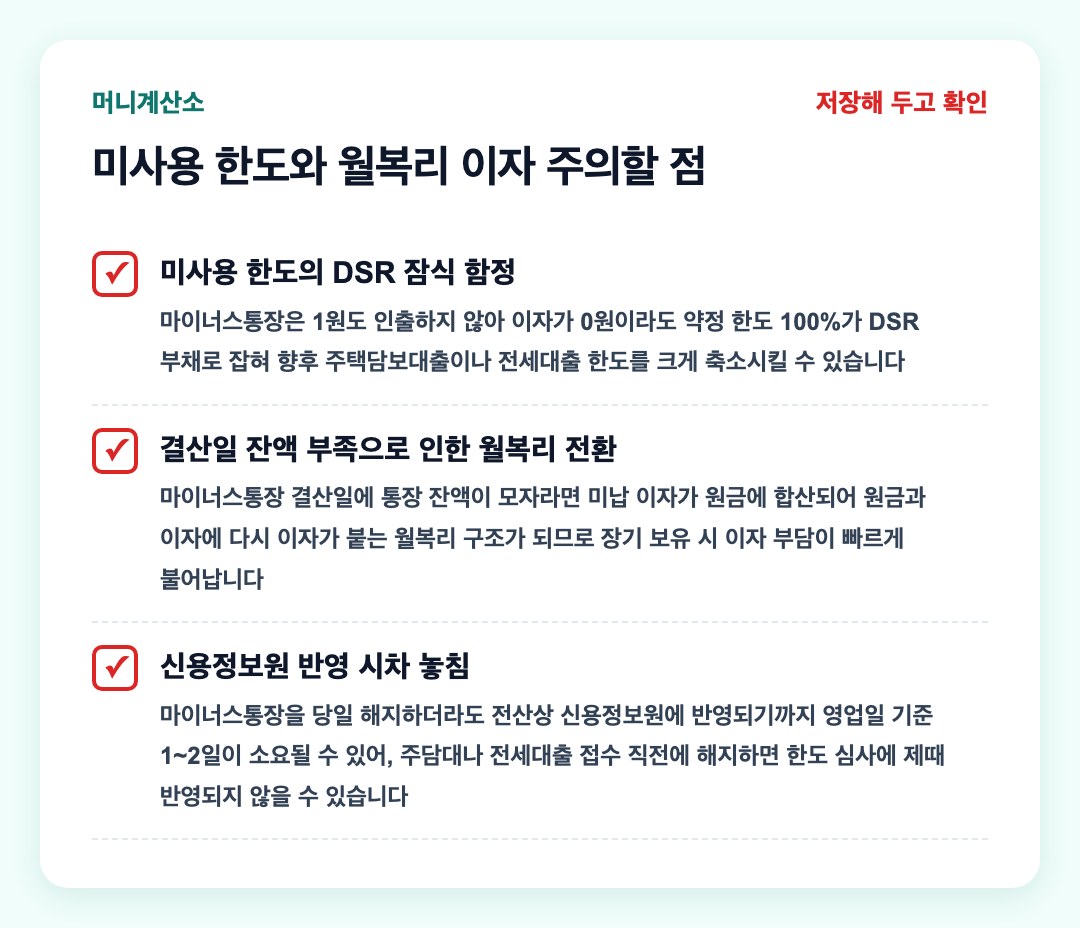 머니계산소
저장해 두고 확인
미사용 한도와 월복리 이자 주의할 점
미사용 한도의 DSR 잠식 함정
마이너스통장은 1원도 인출하지 않아 이자가 0원이라도 약정 한도 100%가 DSR
부채로 잡혀 향후 주택담보대출이나 전세대출 한도를 크게 축소시킬 수 있습니다
결산일 잔액 부족으로 인한 월복리 전환
마이너스통장 결산일에 통장 잔액이 모자라면 미납 이자가 원금에 합산되어 원금과
이자에 다시 이자가 붙는 월복리 구조가 되므로 장기 보유 시 이자 부담이 빠르게
불어납니다
신용정보원 반영 시차 놓침
마이너스통장을 당일 해지하더라도 전산상 신용정보원에 반영되기까지 영업일 기준
1~2일이 소요될 수 있어, 주담대나 전세대출 접수 직전에 해지하면 한도 심사에 제때
반영되지 않을 수 있습니다